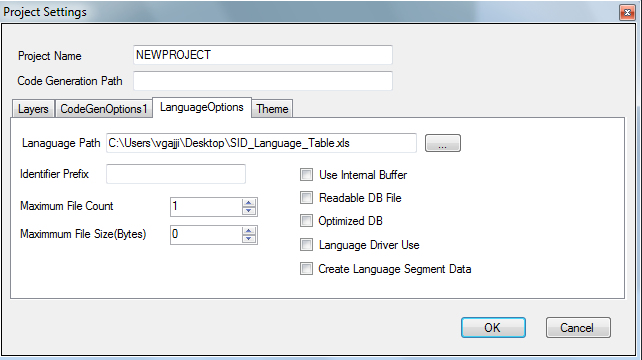 Project Settings
Project Name NEWPROJECT
Code Generation Path
Layers CodeGenOptions1 LanguageOptions Theme
Lanaguage Path C:\Users\vgajji\Desktop\SID_Language_Table.xls ...
Identifier Prefix
Use Internal Buffer
Readable DB File
Maximum File Count 1
Optimized DB
Maximmum File Size(Bytes) 0
Language Driver Use
Create Language Segment Data
OK Cancel